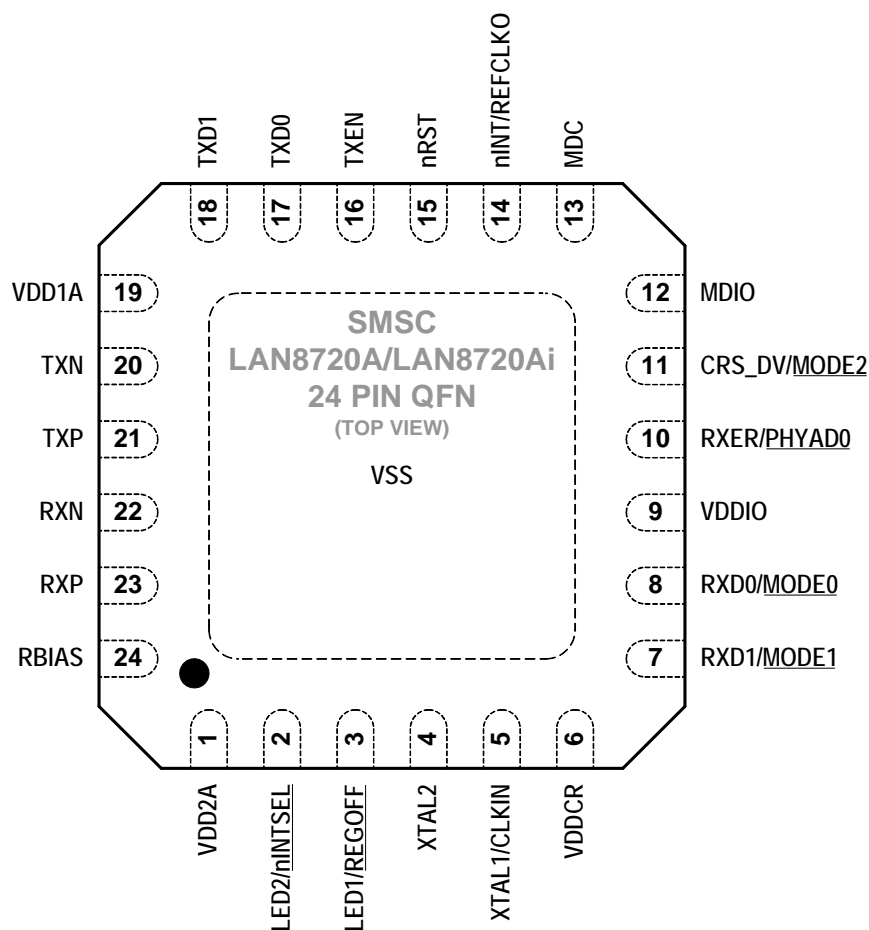 TXD1
TXD0
TXEN
nRST
nINT/REFCLKO
MDC
18
17
16
15
14
13
VDD1A 19
TXN 20
TXP 21
RXN 22
RXP 23
RBIAS 24
SMSC
LAN8720A/LAN8720Ai
24 PIN QFN
(TOP VIEW)
VSS
12 MDIO
11 CRS_DV/MODE2
10 RXER/PHYAD0
9 VDDIO
8 RXD0/MODE0
7 RXD1/MODE1
1
2
3
4
5
6
VDD2A
LED2/nINTSEL
LED1/REGOFF
XTAL2
XTAL1/CLKIN
VDDCR